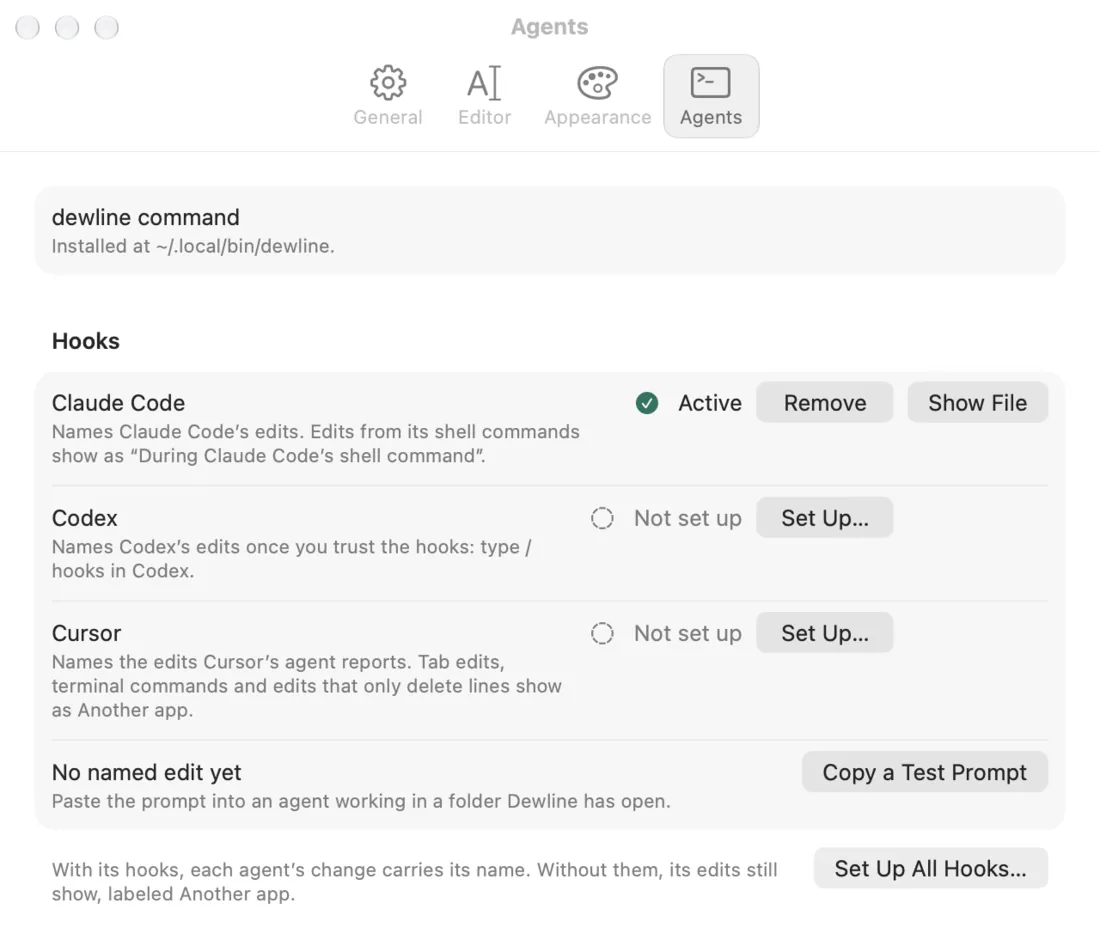 Agents
General
Editor
Appearance
Agents
dewline command
Installed at ~/.local/bin/dewline.
Hooks
Claude Code
Active
Remove
Show File
Names Claude Code’s edits. Edits from its shell commands
show as “During Claude Code’s shell command”.
Codex
Not set up
Set Up...
Names Codex’s edits once you trust the hooks: type /
hooks in Codex.
Cursor
Not set up
Set Up...
Names the edits Cursor’s agent reports. Tab edits,
terminal commands and edits that only delete lines show
as Another app.
No named edit yet
Copy a Test Prompt
Paste the prompt into an agent working in a folder Dewline has open.
With its hooks, each agent’s change carries its name. Without them, its edits still
show, labeled Another app.
Set Up All Hooks...